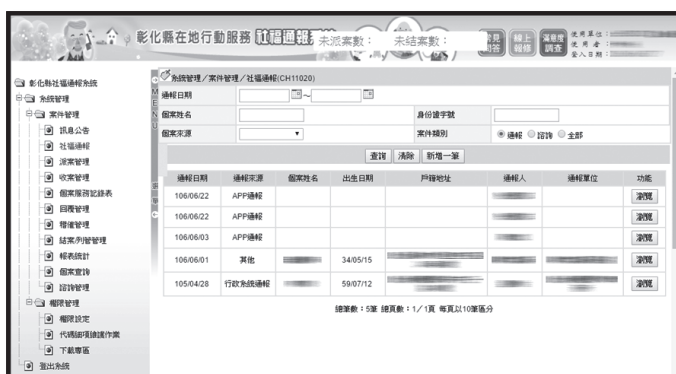 彰化縣在地行動服務 社福通報
未派案數：
未結案數：
常見問答
線上報修
滿意度調查
使用單位：
使用者：
登入日期：
彰化縣社福通報系統
系統管理
案件管理
訊息公告
社福通報
派案管理
收案管理
個案服務記錄表
回覆管理
稽催管理
結案/列管管理
報表統計
個案查詢
諮詢管理
權限管理
權限設定
代碼細項維護作業
下載專區
登出系統
MENU
系統管理／案件管理／社福通報(CH11020)
通報日期 ～
個案姓名 身份證字號
個案來源 案件類別 通報 諮詢 全部
查詢 清除 新增一筆
通報日期 通報來源 個案姓名 出生日期 戶籍地址 通報人 通報單位 功能
106/06/22 APP通報 瀏覽
106/06/22 APP通報 瀏覽
106/06/03 APP通報 瀏覽
106/06/01 其他 34/05/15 瀏覽
105/04/28 行政系統通報 59/07/12 瀏覽
總筆數：5筆 總頁數：1／1頁 每頁以10筆區分